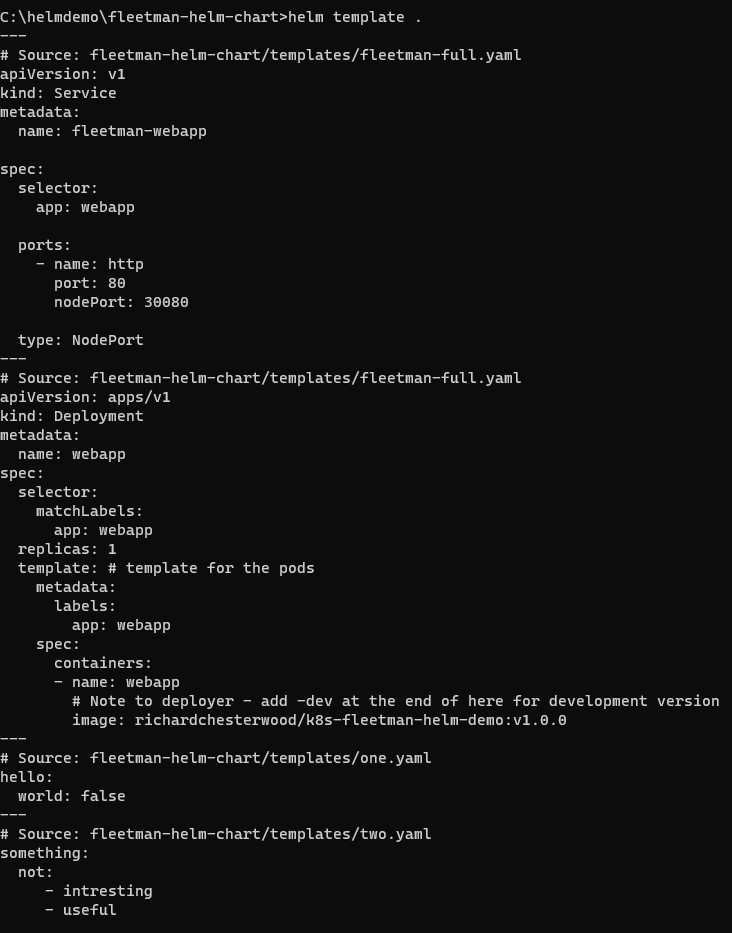 C:\helmdemo\fleetman-helm-chart>helm template .
---
# Source: fleetman-helm-chart/templates/fleetman-full.yaml
apiVersion: v1
kind: Service
metadata:
  name: fleetman-webapp

spec:
  selector:
    app: webapp

  ports:
    - name: http
      port: 80
      nodePort: 30080

  type: NodePort
---
# Source: fleetman-helm-chart/templates/fleetman-full.yaml
apiVersion: apps/v1
kind: Deployment
metadata:
  name: webapp
spec:
  selector:
    matchLabels:
      app: webapp
  replicas: 1
  template: # template for the pods
    metadata:
      labels:
        app: webapp
    spec:
      containers:
      - name: webapp
        # Note to deployer - add -dev at the end of here for development version
        image: richardchesterwood/k8s-fleetman-helm-demo:v1.0.0
---
# Source: fleetman-helm-chart/templates/one.yaml
hello:
  world: false
---
# Source: fleetman-helm-chart/templates/two.yaml
something:
  not:
     - intresting
     - useful